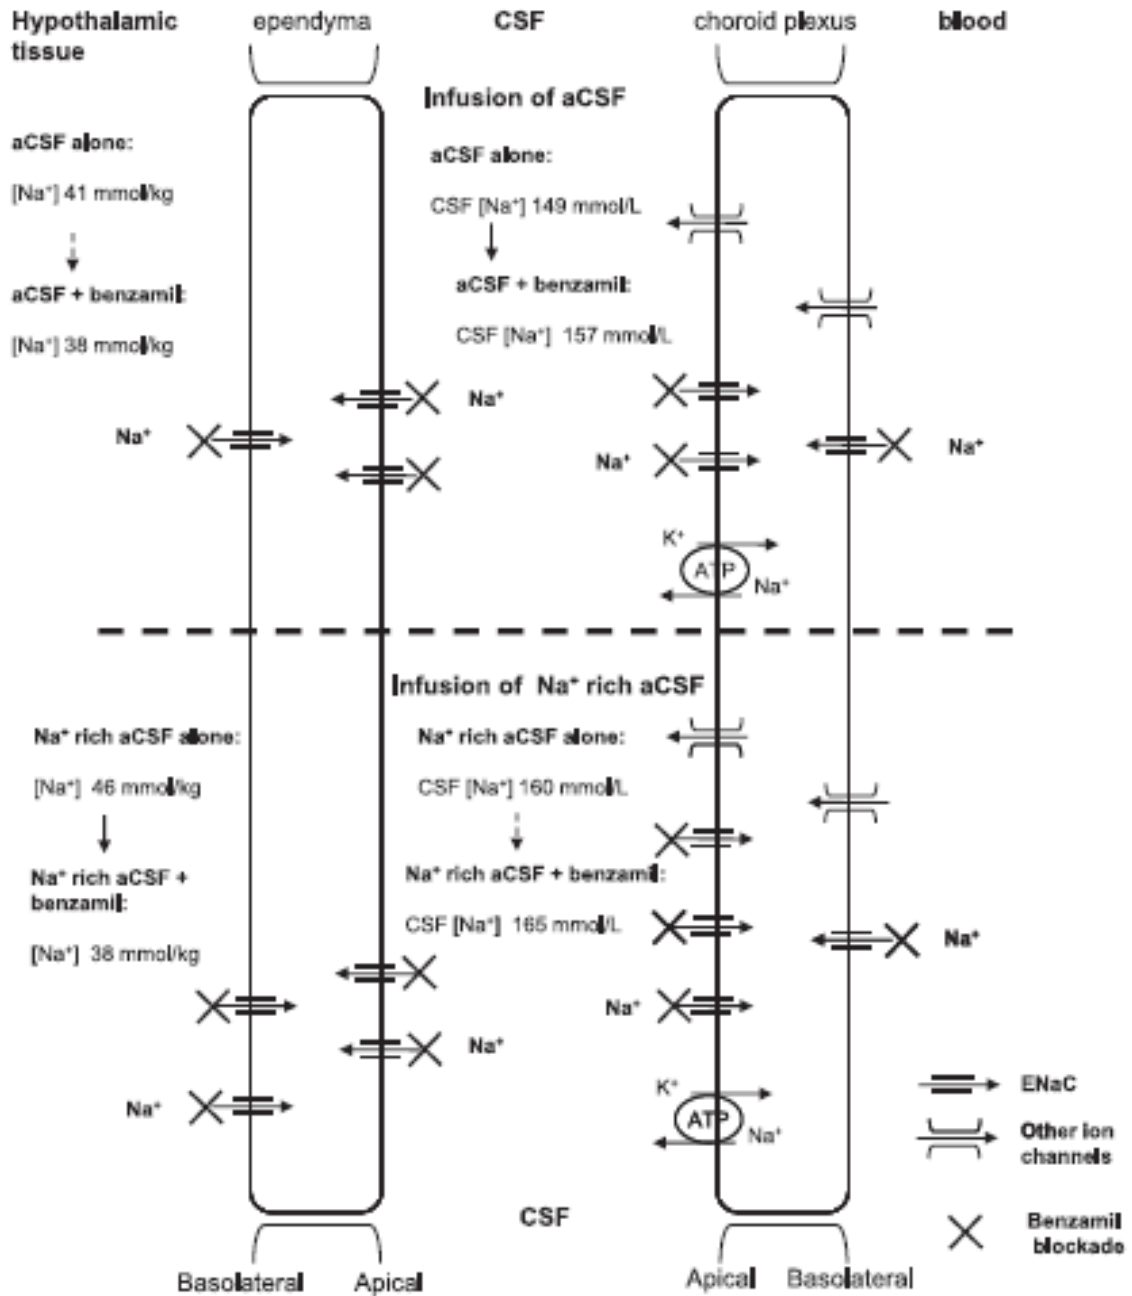 Hypothalamic
tissue
ependyma
CSF
choroid plexus
blood
Infusion of aCSF
aCSF alone:
[Na⁺] 41 mmol/kg
aCSF + benzamil:
[Na⁺] 38 mmol/kg
aCSF alone:
CSF [Na⁺] 149 mmol/L
aCSF + benzamil:
CSF [Na⁺] 157 mmol/L
Na⁺
Na⁺
Na⁺
Na⁺
K⁺
ATP
Na⁺
Infusion of Na⁺ rich aCSF
Na⁺ rich aCSF alone:
[Na⁺] 46 mmol/kg
Na⁺ rich aCSF +
benzamil:
[Na⁺] 38 mmol/kg
Na⁺ rich aCSF alone:
CSF [Na⁺] 160 mmol/L
Na⁺ rich aCSF + benzamil:
CSF [Na⁺] 165 mmol/L
Na⁺
Na⁺
Na⁺
Na⁺
K⁺
ATP
Na⁺
ENaC
Other ion
channels
Benzamil
blockade
CSF
Basolateral
Apical
Apical
Basolateral